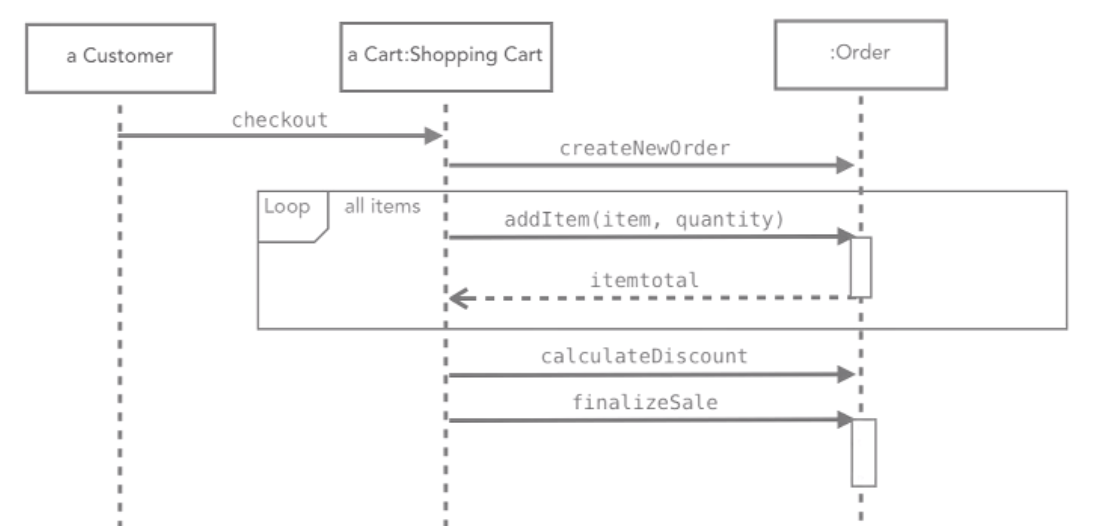 a Customer
a Cart:Shopping Cart
:Order
checkout
createNewOrder
Loop
all items
addItem(item, quantity)
itemtotal
calculateDiscount
finalizeSale